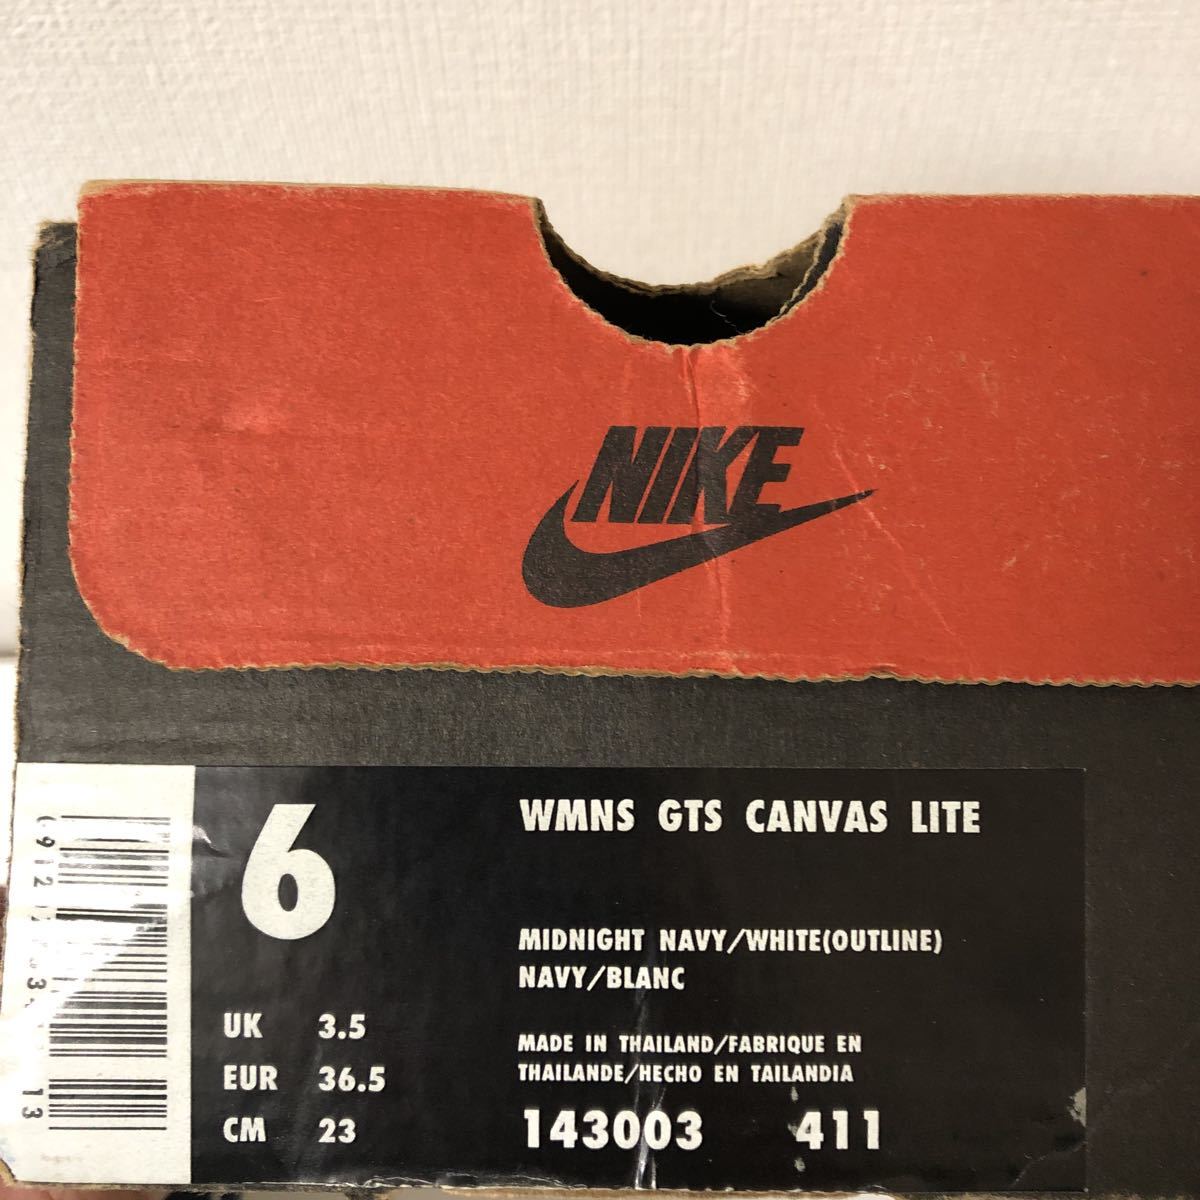 NIKE
6
WMNS GTS CANVAS LITE
MIDNIGHT NAVY/WHITE(OUTLINE)
NAVY/BLANC
UK 3.5
EUR 36.5
CM 23
MADE IN THAILAND/FABRIQUE EN
THAILANDE/HECHO EN TAILANDIA
143003 411
13